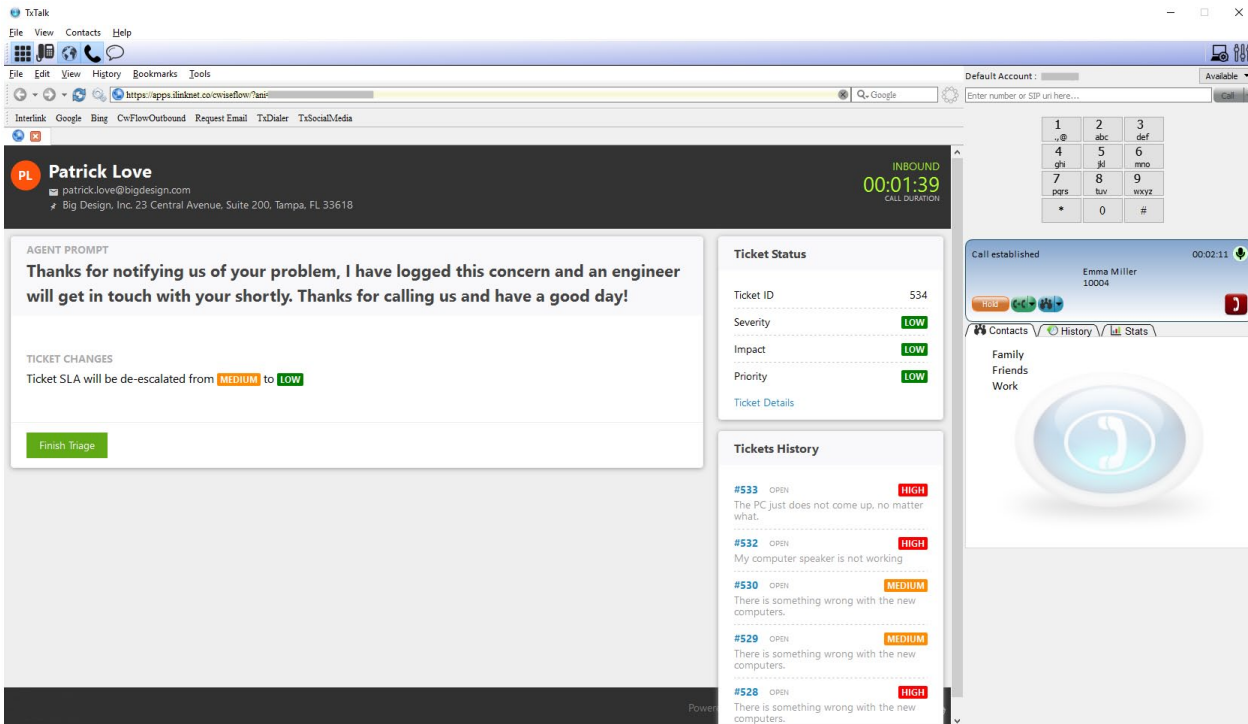 TxTalk
File View Contacts Help
File Edit View History Bookmarks Tools
https://apps.ilinknet.co/cwiseflow/?ani=
Google
Interlink Google Bing CwFlowOutbound Request Email TxDialer TxSocialMedia
PL
Patrick Love
patrick.love@bigdesign.com
Big Design, Inc. 23 Central Avenue, Suite 200, Tampa, FL 33618
INBOUND
00:01:39
CALL DURATION
AGENT PROMPT
Thanks for notifying us of your problem, I have logged this concern and an engineer
will get in touch with your shortly. Thanks for calling us and have a good day!
TICKET CHANGES
Ticket SLA will be de-escalated from MEDIUM to LOW
Finish Triage
Ticket Status
Ticket ID 534
Severity LOW
Impact LOW
Priority LOW
Ticket Details
Tickets History
#533 OPEN HIGH
The PC just does not come up, no matter
what.
#532 OPEN HIGH
My computer speaker is not working
#530 OPEN MEDIUM
There is something wrong with the new
computers.
#529 OPEN MEDIUM
There is something wrong with the new
computers.
#528 OPEN HIGH
There is something wrong with the new
computers.
Default Account :
Available
Enter number or SIP uri here...
Call
1 2 3
.,@ abc def
4 5 6
ghi jkl mno
7 8 9
pqrs tuv wxyz
* 0 #
Call established 00:02:11
Emma Miller
10004
Hold
Contacts History Stats
Family
Friends
Work